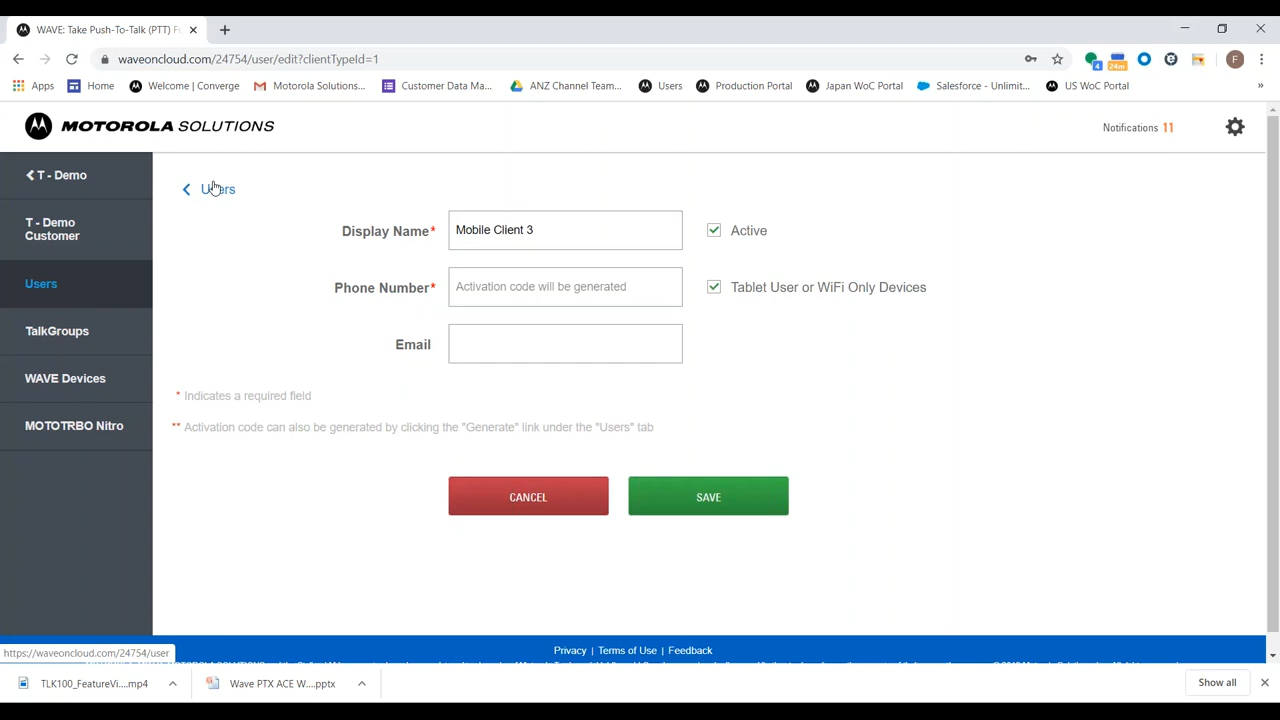 WAVE: Take Push-To-Talk (PTT) F
waveoncloud.com/24754/user/edit?clientTypeId=1
4
24m
F
Apps
Home
Welcome | Converge
Motorola Solutions...
Customer Data Ma...
ANZ Channel Team...
Users
Production Portal
Japan WoC Portal
Salesforce - Unlimit...
US WoC Portal
»
MOTOROLA SOLUTIONS
Notifications 11
T - Demo
T - Demo
Customer
Users
TalkGroups
WAVE Devices
MOTOTRBO Nitro
Users
Display Name*
Mobile Client 3
Active
Phone Number*
Activation code will be generated
Tablet User or WiFi Only Devices
Email
* Indicates a required field
** Activation code can also be generated by clicking the "Generate" link under the "Users" tab
CANCEL
SAVE
Privacy | Terms of Use | Feedback
https://waveoncloud.com/24754/user
TLK100_FeatureVi....mp4
Wave PTX ACE W....pptx
Show all